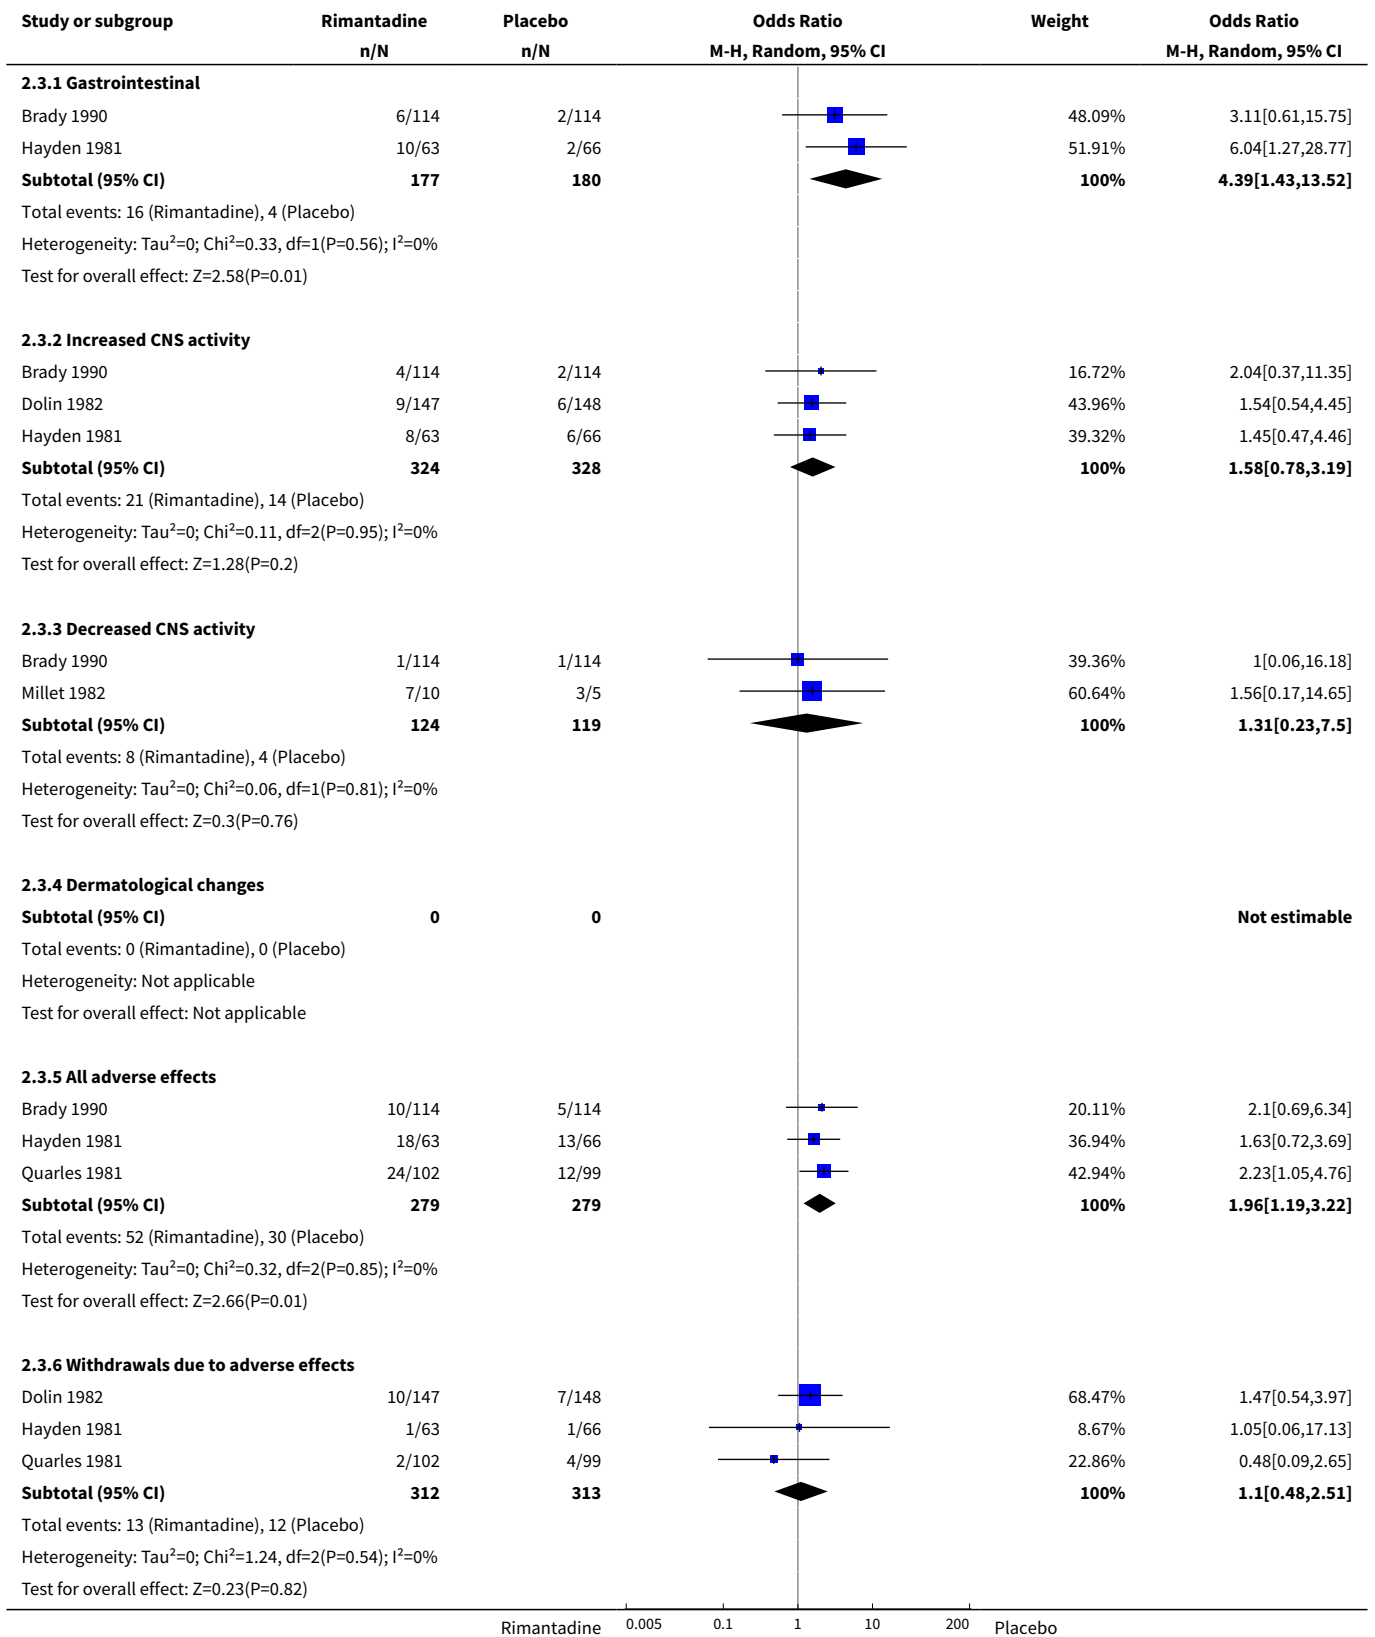 Study or subgroup Rimantadine Placebo Odds Ratio Weight Odds Ratio
n/N n/N M-H, Random, 95% CI M-H, Random, 95% CI
2.3.1 Gastrointestinal
Brady 1990 6/114 2/114 48.09% 3.11[0.61,15.75]
Hayden 1981 10/63 2/66 51.91% 6.04[1.27,28.77]
Subtotal (95% CI) 177 180 100% 4.39[1.43,13.52]
Total events: 16 (Rimantadine), 4 (Placebo)
Heterogeneity: Tau²=0; Chi²=0.33, df=1(P=0.56); I²=0%
Test for overall effect: Z=2.58(P=0.01)
2.3.2 Increased CNS activity
Brady 1990 4/114 2/114 16.72% 2.04[0.37,11.35]
Dolin 1982 9/147 6/148 43.96% 1.54[0.54,4.45]
Hayden 1981 8/63 6/66 39.32% 1.45[0.47,4.46]
Subtotal (95% CI) 324 328 100% 1.58[0.78,3.19]
Total events: 21 (Rimantadine), 14 (Placebo)
Heterogeneity: Tau²=0; Chi²=0.11, df=2(P=0.95); I²=0%
Test for overall effect: Z=1.28(P=0.2)
2.3.3 Decreased CNS activity
Brady 1990 1/114 1/114 39.36% 1[0.06,16.18]
Millet 1982 7/10 3/5 60.64% 1.56[0.17,14.65]
Subtotal (95% CI) 124 119 100% 1.31[0.23,7.5]
Total events: 8 (Rimantadine), 4 (Placebo)
Heterogeneity: Tau²=0; Chi²=0.06, df=1(P=0.81); I²=0%
Test for overall effect: Z=0.3(P=0.76)
2.3.4 Dermatological changes
Subtotal (95% CI) 0 0 Not estimable
Total events: 0 (Rimantadine), 0 (Placebo)
Heterogeneity: Not applicable
Test for overall effect: Not applicable
2.3.5 All adverse effects
Brady 1990 10/114 5/114 20.11% 2.1[0.69,6.34]
Hayden 1981 18/63 13/66 36.94% 1.63[0.72,3.69]
Quarles 1981 24/102 12/99 42.94% 2.23[1.05,4.76]
Subtotal (95% CI) 279 279 100% 1.96[1.19,3.22]
Total events: 52 (Rimantadine), 30 (Placebo)
Heterogeneity: Tau²=0; Chi²=0.32, df=2(P=0.85); I²=0%
Test for overall effect: Z=2.66(P=0.01)
2.3.6 Withdrawals due to adverse effects
Dolin 1982 10/147 7/148 68.47% 1.47[0.54,3.97]
Hayden 1981 1/63 1/66 8.67% 1.05[0.06,17.13]
Quarles 1981 2/102 4/99 22.86% 0.48[0.09,2.65]
Subtotal (95% CI) 312 313 100% 1.1[0.48,2.51]
Total events: 13 (Rimantadine), 12 (Placebo)
Heterogeneity: Tau²=0; Chi²=1.24, df=2(P=0.54); I²=0%
Test for overall effect: Z=0.23(P=0.82)
Rimantadine 0.005 0.1 1 10 200 Placebo